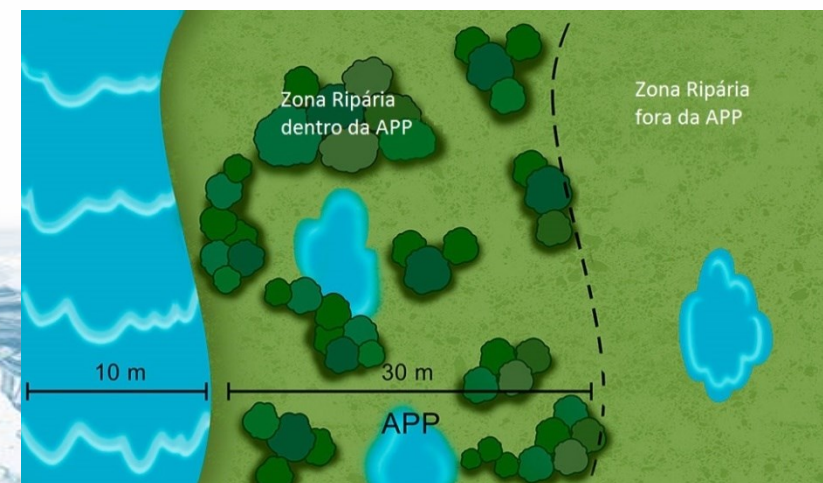 Zona Ripária
dentro da APP
Zona Ripária
fora da APP
10 m
30 m
APP